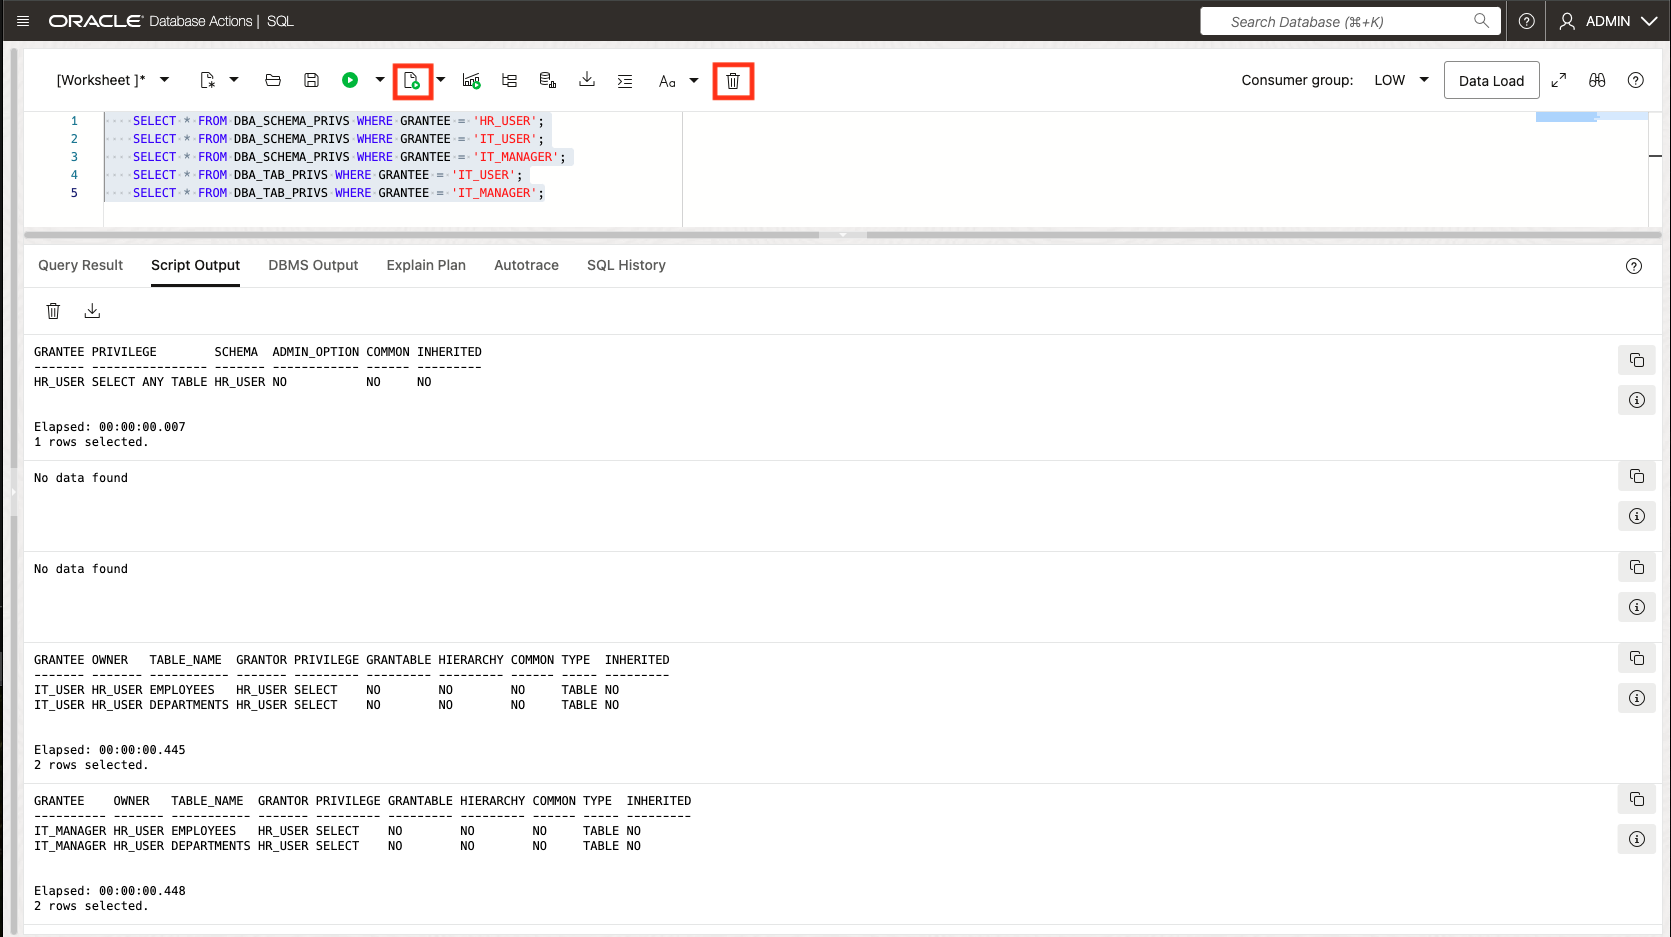 ORACLE Database Actions | SQL
Search Database (⌘+K)
ADMIN
[Worksheet ]*
Aa
Consumer group: LOW
Data Load
1 SELECT * FROM DBA_SCHEMA_PRIVS WHERE GRANTEE = 'HR_USER';
2 SELECT * FROM DBA_SCHEMA_PRIVS WHERE GRANTEE = 'IT_USER';
3 SELECT * FROM DBA_SCHEMA_PRIVS WHERE GRANTEE = 'IT_MANAGER';
4 SELECT * FROM DBA_TAB_PRIVS WHERE GRANTEE = 'IT_USER';
5 SELECT * FROM DBA_TAB_PRIVS WHERE GRANTEE = 'IT_MANAGER';
Query Result Script Output DBMS Output Explain Plan Autotrace SQL History
GRANTEE PRIVILEGE        SCHEMA  ADMIN_OPTION COMMON INHERITED
------- ---------------- ------- ------------ ------ ---------
HR_USER SELECT ANY TABLE HR_USER NO           NO     NO
Elapsed: 00:00:00.007
1 rows selected.
No data found
No data found
GRANTEE OWNER   TABLE_NAME  GRANTOR PRIVILEGE GRANTABLE HIERARCHY COMMON TYPE  INHERITED
------- ------- ----------- ------- --------- --------- --------- ------ ----- ---------
IT_USER HR_USER EMPLOYEES   HR_USER SELECT    NO        NO        NO     TABLE NO
IT_USER HR_USER DEPARTMENTS HR_USER SELECT    NO        NO        NO     TABLE NO
Elapsed: 00:00:00.445
2 rows selected.
GRANTEE    OWNER   TABLE_NAME  GRANTOR PRIVILEGE GRANTABLE HIERARCHY COMMON TYPE  INHERITED
---------- ------- ----------- ------- --------- --------- --------- ------ ----- ---------
IT_MANAGER HR_USER EMPLOYEES   HR_USER SELECT    NO        NO        NO     TABLE NO
IT_MANAGER HR_USER DEPARTMENTS HR_USER SELECT    NO        NO        NO     TABLE NO
Elapsed: 00:00:00.448
2 rows selected.